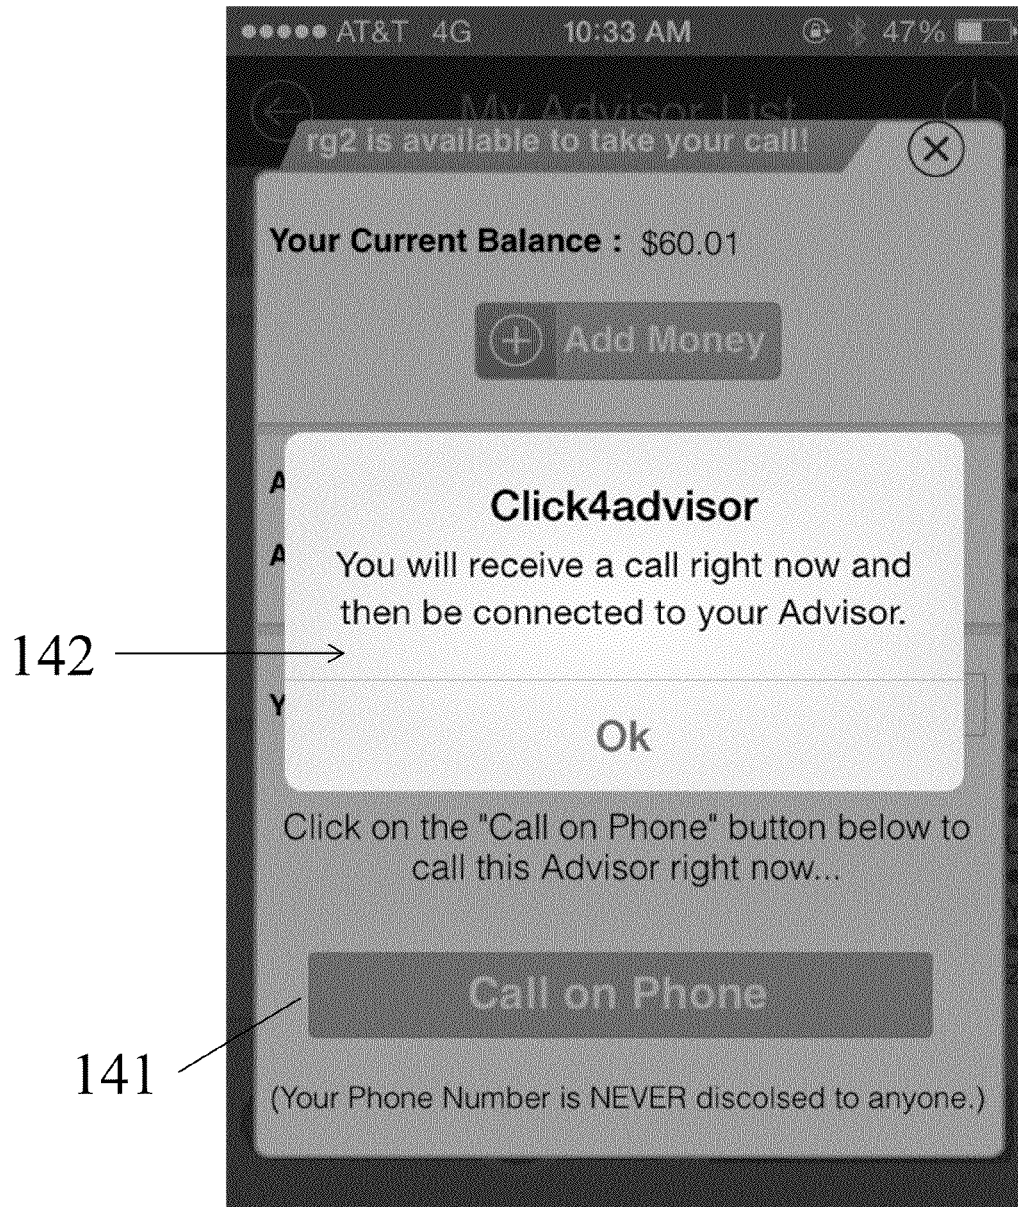 AT&T 4G 10:33 AM 47%
My Advisor List
rg2 is available to take your call!
Your Current Balance : $60.01
Add Money
A
Click4advisor
A
You will receive a call right now and
then be connected to your Advisor.
142
Y
Ok
Click on the "Call on Phone" button below to
call this Advisor right now...
Call on Phone
141
(Your Phone Number is NEVER discolsed to anyone.)